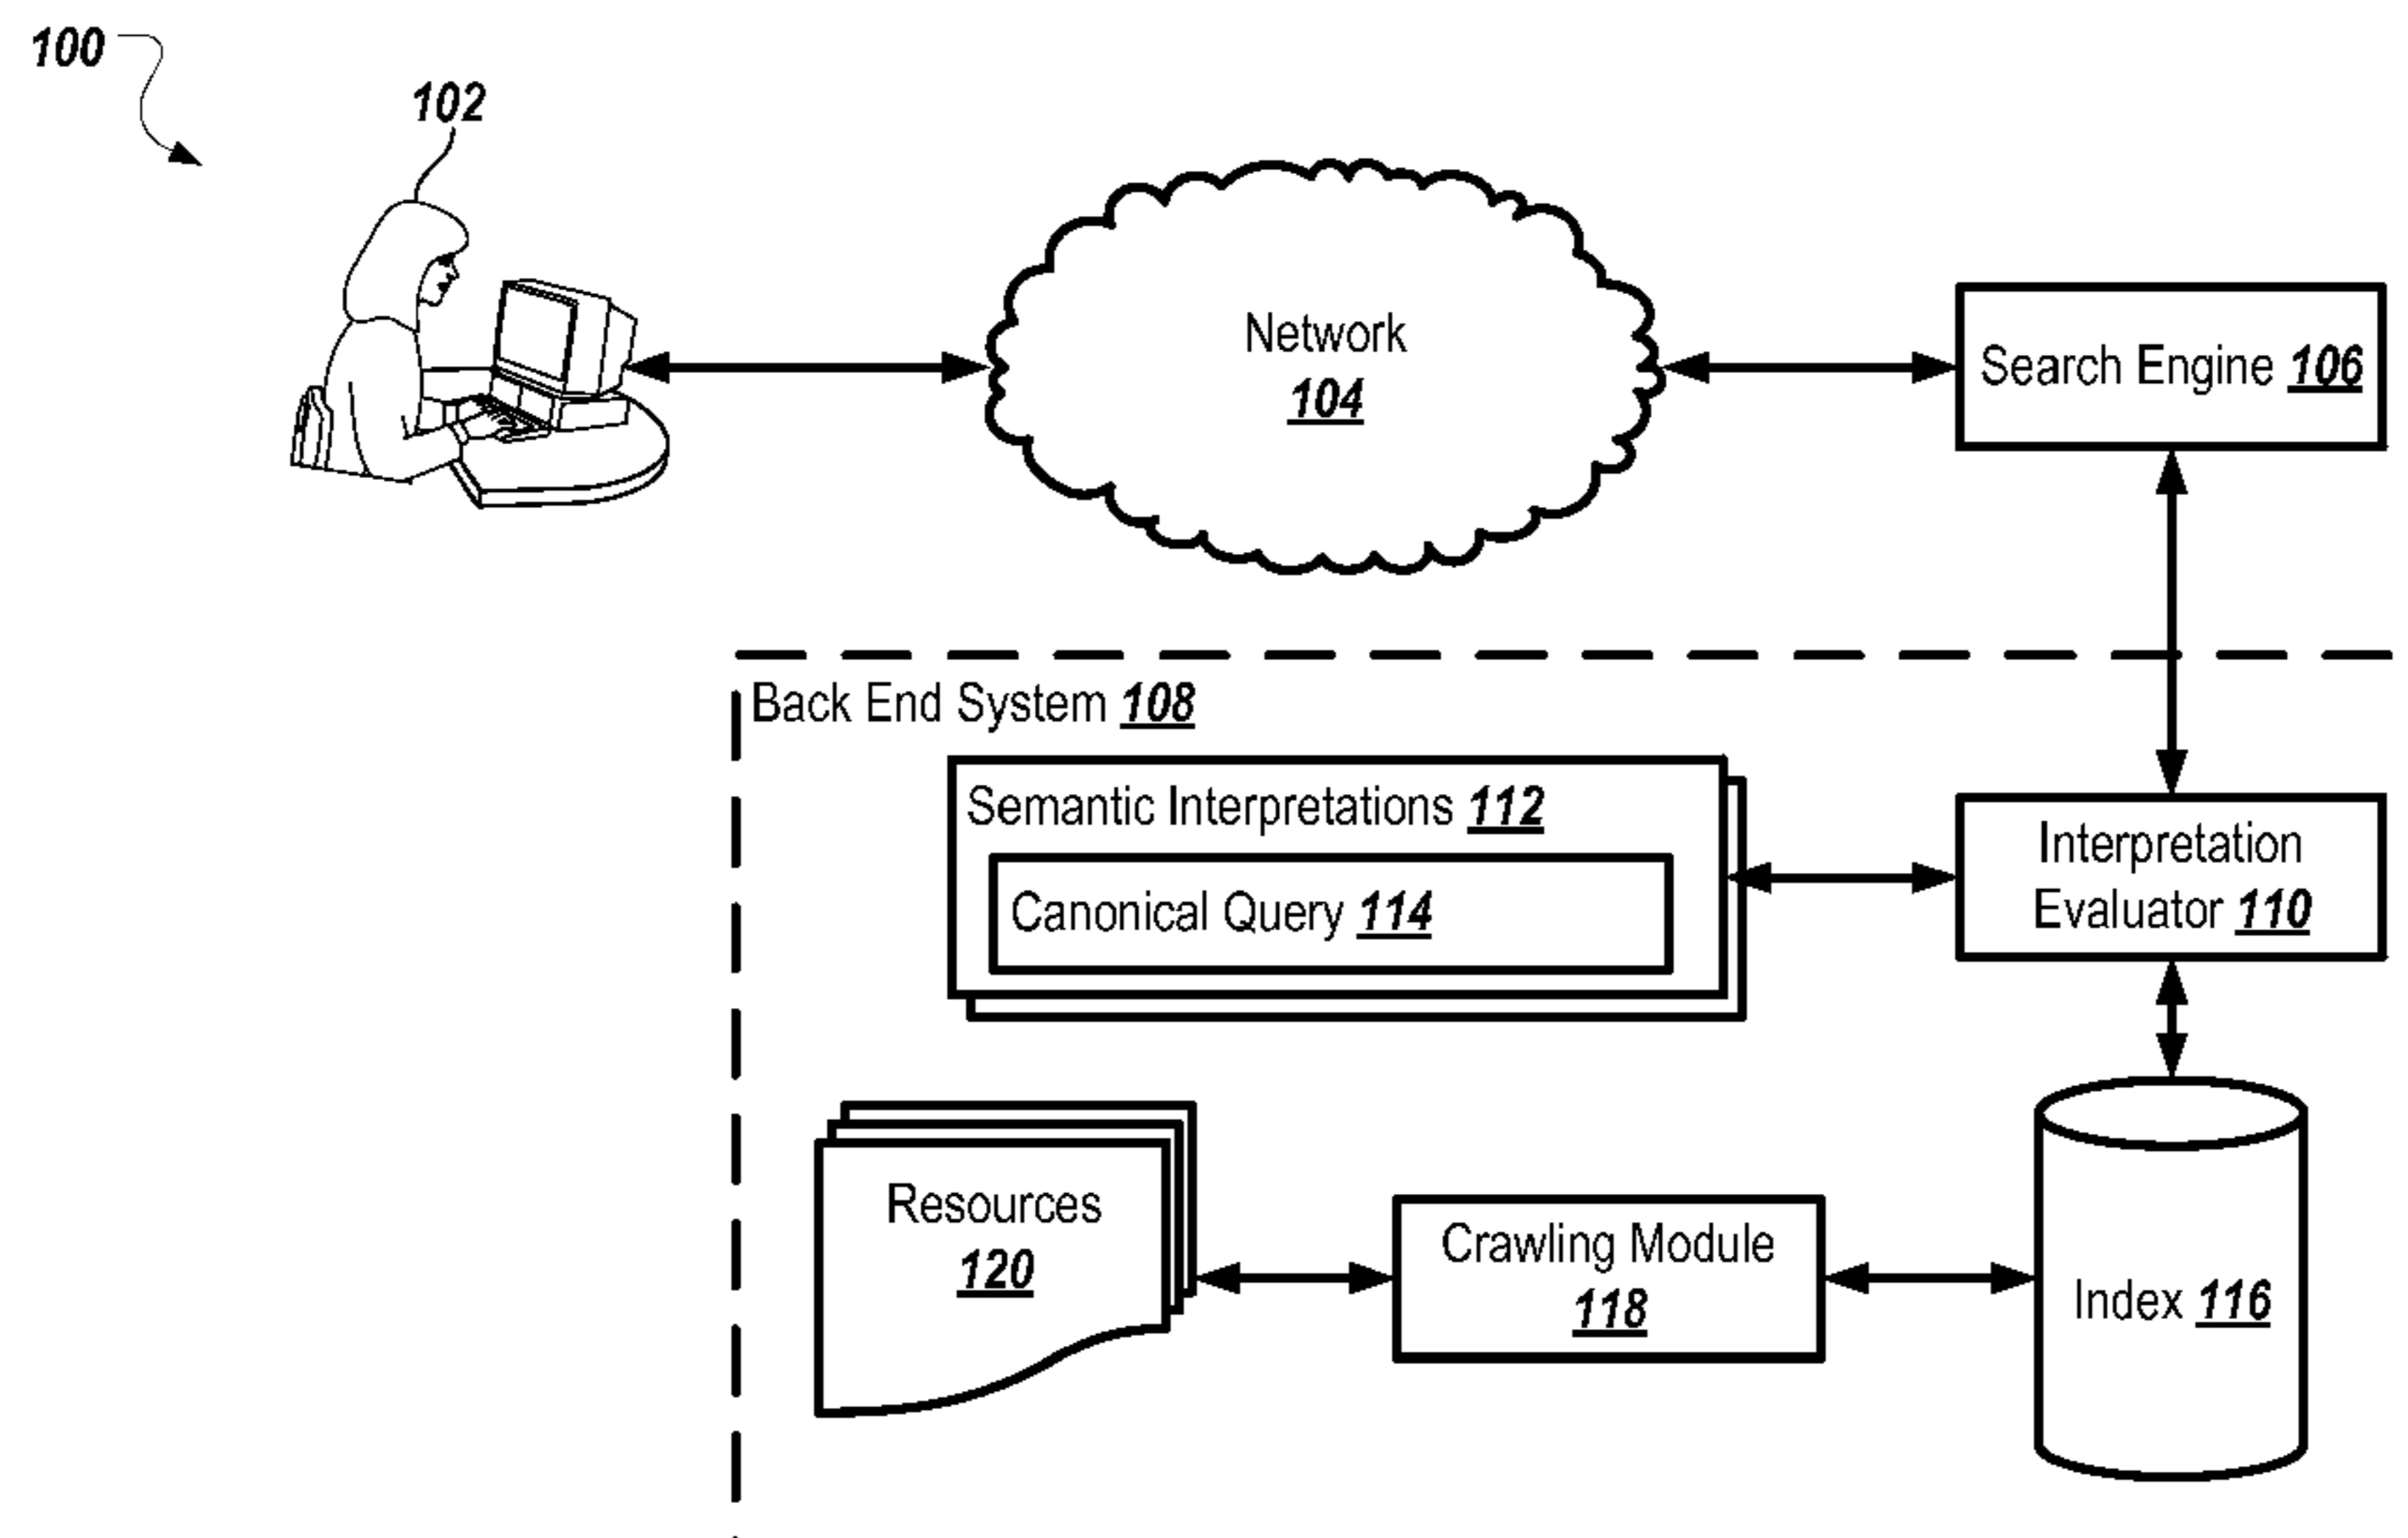 100
102
Network
104
Search Engine 106
Back End System 108
Semantic Interpretations 112
Canonical Query 114
Interpretation
Evaluator 110
Resources
120
Crawling Module
118
Index 116